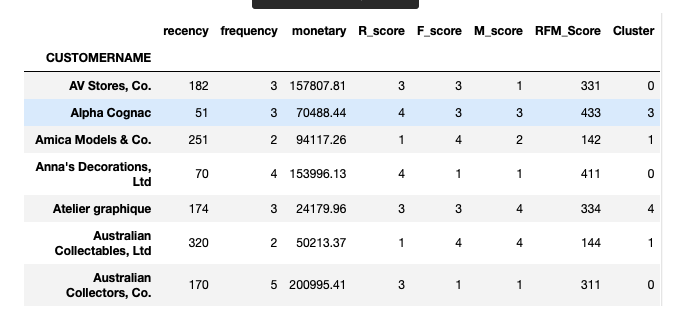 recency frequency monetary R_score F_score M_score RFM_Score Cluster
CUSTOMERNAME
AV Stores, Co. 182 3 157807.81 3 3 1 331 0
Alpha Cognac 51 3 70488.44 4 3 3 433 3
Amica Models & Co. 251 2 94117.26 1 4 2 142 1
Anna's Decorations,
Ltd 70 4 153996.13 4 1 1 411 0
Atelier graphique 174 3 24179.96 3 3 4 334 4
Australian
Collectables, Ltd 320 2 50213.37 1 4 4 144 1
Australian
Collectors, Co. 170 5 200995.41 3 1 1 311 0